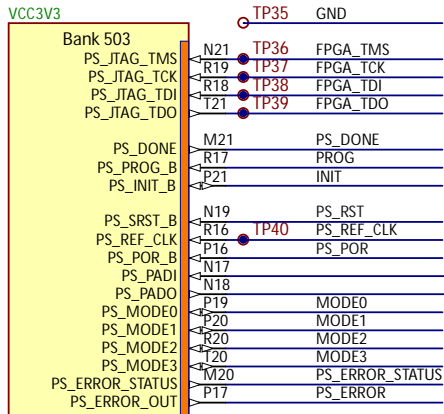 VCC3V3 TP35 GND
Bank 503
PS_JTAG_TMS N21 TP36 FPGA_TMS
PS_JTAG_TCK R19 TP37 FPGA_TCK
PS_JTAG_TDI R18 TP38 FPGA_TDI
PS_JTAG_TDO T21 TP39 FPGA_TDO
PS_DONE M21 PS_DONE
PS_PROG_B R17 PROG
PS_INIT_B P21 INIT
PS_SRST_B N19 PS_RST
PS_REF_CLK R16 TP40 PS_REF_CLK
PS_POR_B P16 PS_POR
PS_PADI N17
PS_PADO N18
PS_MODE0 P19 MODE0
PS_MODE1 P20 MODE1
PS_MODE2 R20 MODE2
PS_MODE3 T20 MODE3
PS_ERROR_STATUS M20 PS_ERROR_STATUS
PS_ERROR_OUT P17 PS_ERROR